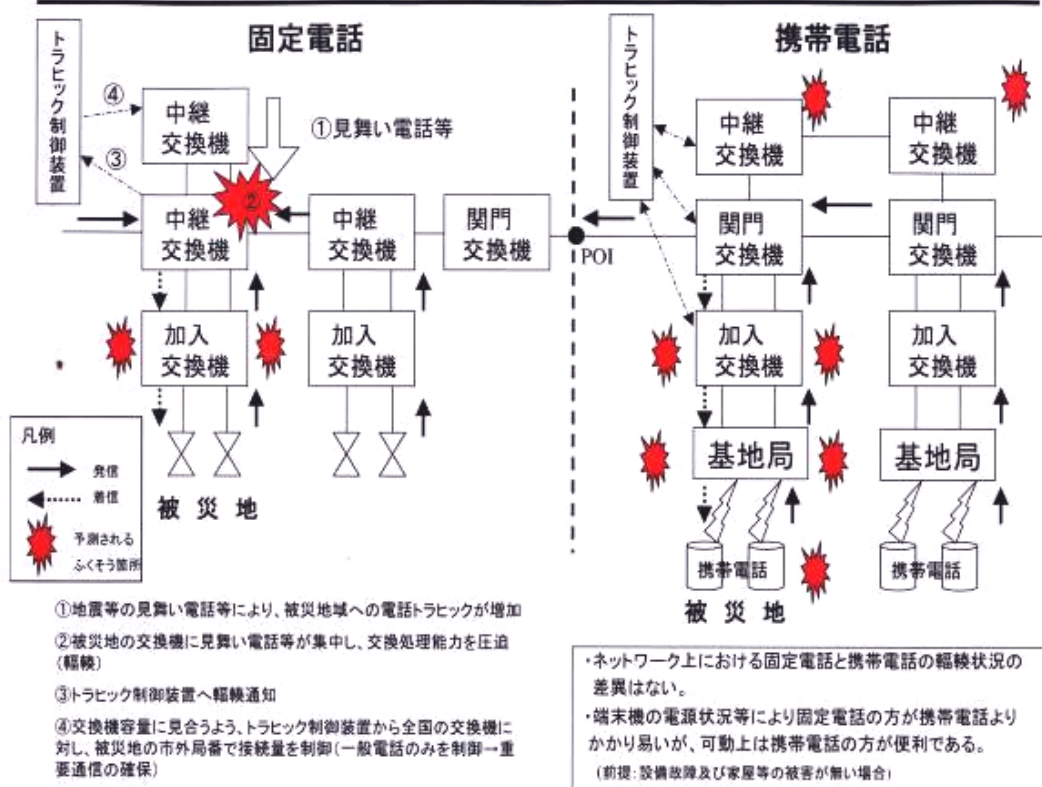 固定電話
携帯電話
トラヒック制御装置
④
③
中継
交換機
①見舞い電話等
中継
交換機
②
中継
交換機
関門
交換機
POI
加入
交換機
加入
交換機
被災地
凡例
発信
着信
予測される
ふくそう箇所
トラヒック制御装置
中継
交換機
中継
交換機
関門
交換機
関門
交換機
加入
交換機
加入
交換機
基地局
基地局
携帯電話
携帯電話
被災地
①地震等の見舞い電話等により、被災地域への電話トラヒックが増加
②被災地の交換機に見舞い電話等が集中し、交換処理能力を圧迫
(輻輳)
③トラヒック制御装置へ輻輳通知
④交換機容量に見合うよう、トラヒック制御装置から全国の交換機に
対し、被災地の市外局番で接続量を制御(一般電話のみを制御→重
要通信の確保)
・ネットワーク上における固定電話と携帯電話の輻輳状況の
差異はない。
・端末機の電源状況等により固定電話の方が携帯電話より
かかり易いが、可動上は携帯電話の方が便利である。
(前提:設備故障及び家屋等の被害が無い場合)